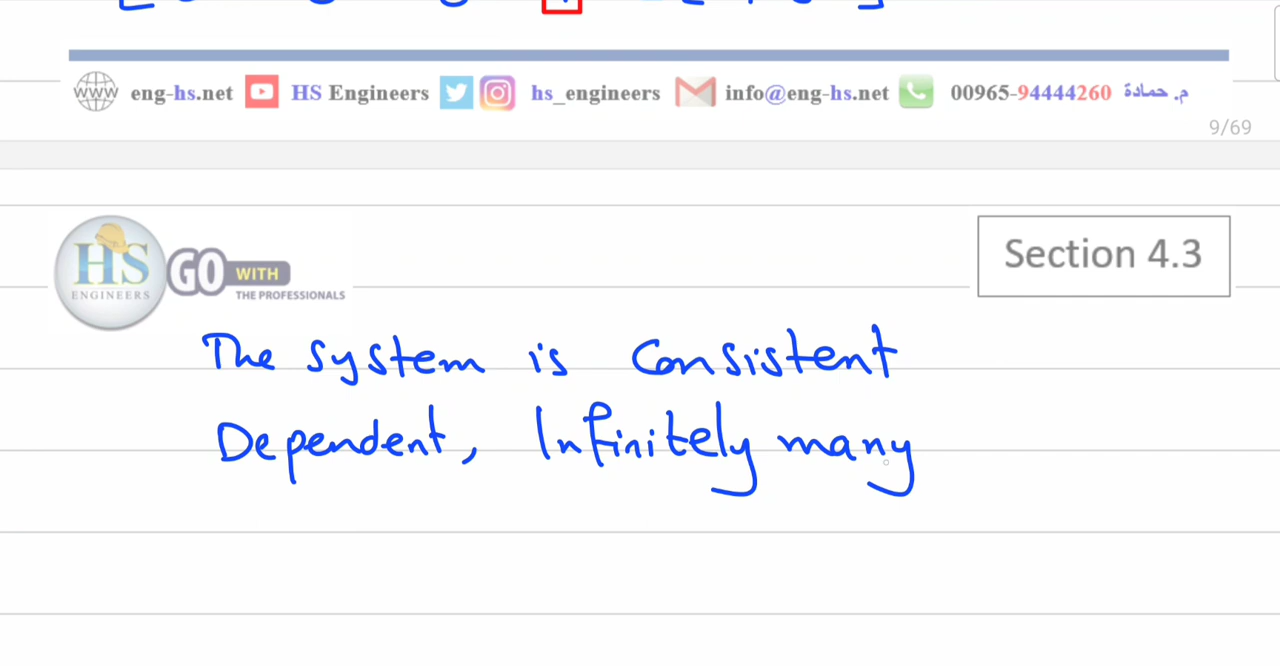 eng-hs.net HS Engineers hs_engineers info@eng-hs.net 00965-94444260 م. حمادة
9/69
HS
ENGINEERS
GO WITH
THE PROFESSIONALS
Section 4.3
The system is Consistent
Dependent, Infinitely many